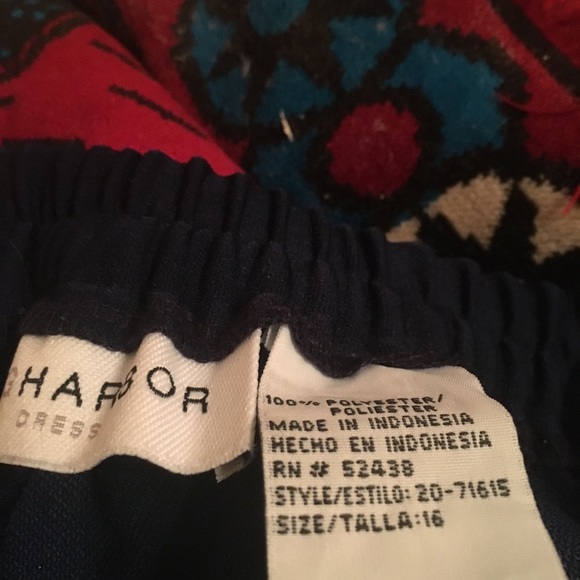 GHARBOR
DRESS
100% POLYESTER/
POLIESTER
MADE IN INDONESIA
HECHO EN INDONESIA
RN # 52438
STYLE/ESTILO: 20-71615
SIZE/TALLA:16